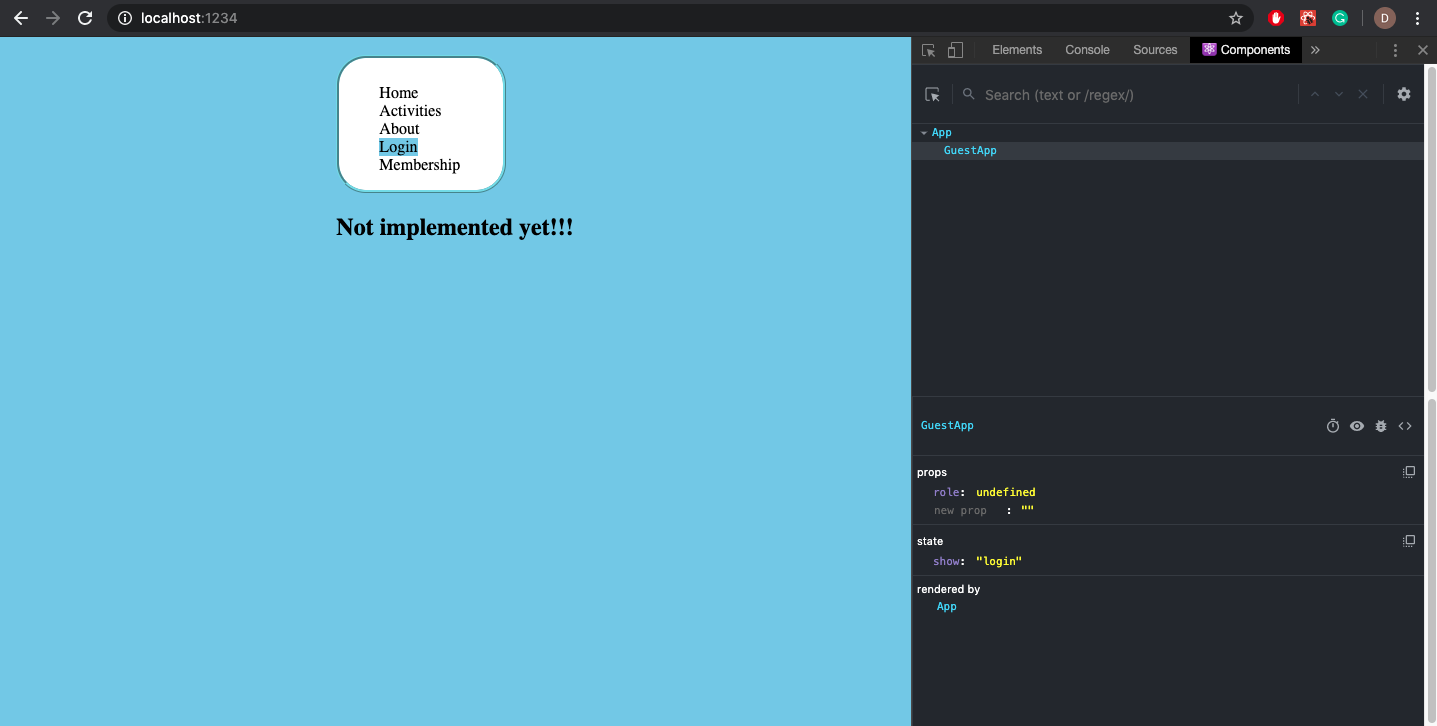 localhost:1234
D
Home
Activities
About
Login
Membership
Not implemented yet!!!
Elements Console Sources Components »
Search (text or /regex/)
App
GuestApp
GuestApp
props
role: undefined
new prop : ""
state
show: "login"
rendered by
App